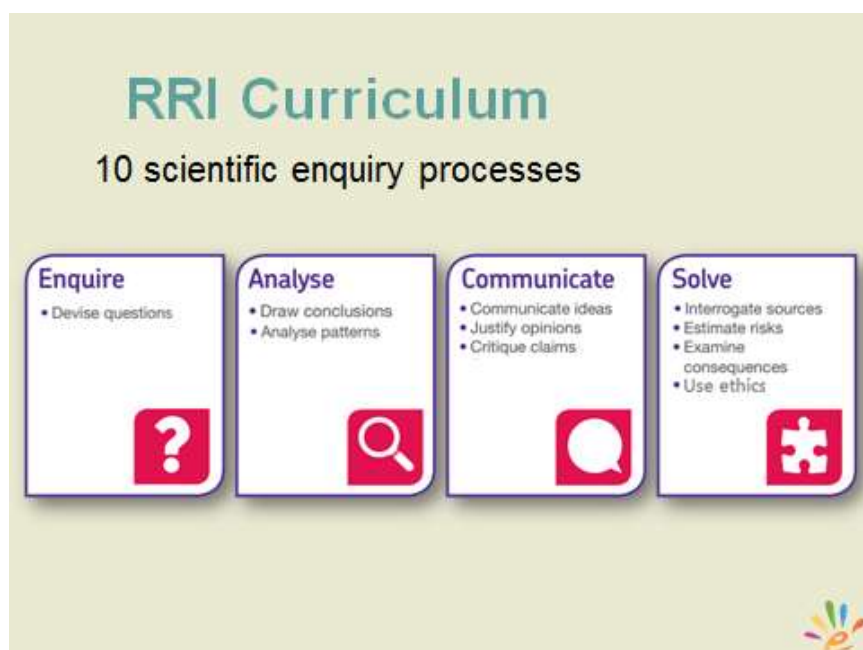 RRI Curriculum
10 scientific enquiry processes
Enquire
• Devise questions
Analyse
• Draw conclusions
• Analyse patterns
Communicate
• Communicate ideas
• Justify opinions
• Critique claims
Solve
• Interrogate sources
• Estimate risks
• Examine
consequences
• Use ethics